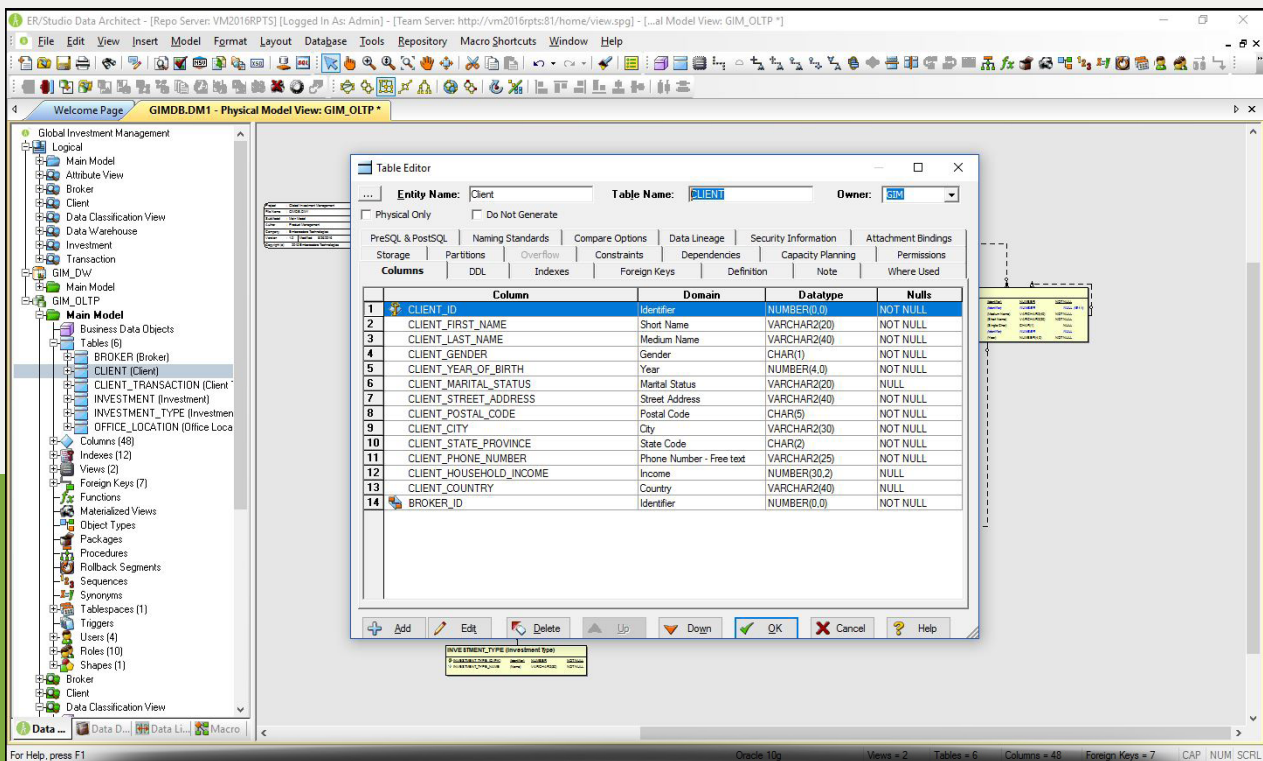 ER/Studio Data Architect - [Repo Server: VM2016RPTS] [Logged In As: Admin] - [Team Server: http://vm2016rpts:81/home/view.spg] - [...al Model View: GIM_OLTP *]
File Edit View Insert Model Format Layout Database Tools Repository Macro Shortcuts Window Help
Welcome Page GIMDB.DM1 - Physical Model View: GIM_OLTP *
Global Investment Management
Logical
Main Model
Attribute View
Broker
Client
Data Classification View
Data Warehouse
Investment
Transaction
GIM_DW
Main Model
GIM_OLTP
Main Model
Business Data Objects
Tables (6)
BROKER (Broker)
CLIENT (Client)
CLIENT_TRANSACTION (Client
INVESTMENT (Investment)
INVESTMENT_TYPE (Investmen
OFFICE_LOCATION (Office Loca
Columns (48)
Indexes (12)
Views (2)
Foreign Keys (7)
Functions
Materialized Views
Object Types
Packages
Procedures
Rollback Segments
Sequences
Synonyms
Tablespaces (1)
Triggers
Users (4)
Roles (10)
Shapes (1)
Broker
Client
Data Classification View
Data ... Data D... Data Li... Macro
Table Editor
... Entity Name: Client Table Name: CLIENT Owner: GIM
Physical Only Do Not Generate
PreSQL & PostSQL Naming Standards Compare Options Data Lineage Security Information Attachment Bindings
Storage Partitions Overflow Constraints Dependencies Capacity Planning Permissions
Columns DDL Indexes Foreign Keys Definition Note Where Used
Column Domain Datatype Nulls
1 CLIENT_ID Identifier NUMBER(0,0) NOT NULL
2 CLIENT_FIRST_NAME Short Name VARCHAR2(20) NOT NULL
3 CLIENT_LAST_NAME Medium Name VARCHAR2(40) NOT NULL
4 CLIENT_GENDER Gender CHAR(1) NOT NULL
5 CLIENT_YEAR_OF_BIRTH Year NUMBER(4,0) NOT NULL
6 CLIENT_MARITAL_STATUS Marital Status VARCHAR2(20) NULL
7 CLIENT_STREET_ADDRESS Street Address VARCHAR2(40) NOT NULL
8 CLIENT_POSTAL_CODE Postal Code CHAR(5) NOT NULL
9 CLIENT_CITY City VARCHAR2(30) NOT NULL
10 CLIENT_STATE_PROVINCE State Code CHAR(2) NOT NULL
11 CLIENT_PHONE_NUMBER Phone Number - Free text VARCHAR2(25) NOT NULL
12 CLIENT_HOUSEHOLD_INCOME Income NUMBER(30,2) NULL
13 CLIENT_COUNTRY Country VARCHAR2(40) NULL
14 BROKER_ID Identifier NUMBER(0,0) NOT NULL
Add Edit Delete Up Down OK Cancel Help
INVESTMENT_TYPE (Investment Type)
For Help, press F1 Oracle 10g Views = 2 Tables = 6 Columns = 48 Foreign Keys = 7 CAP NUM SCRL